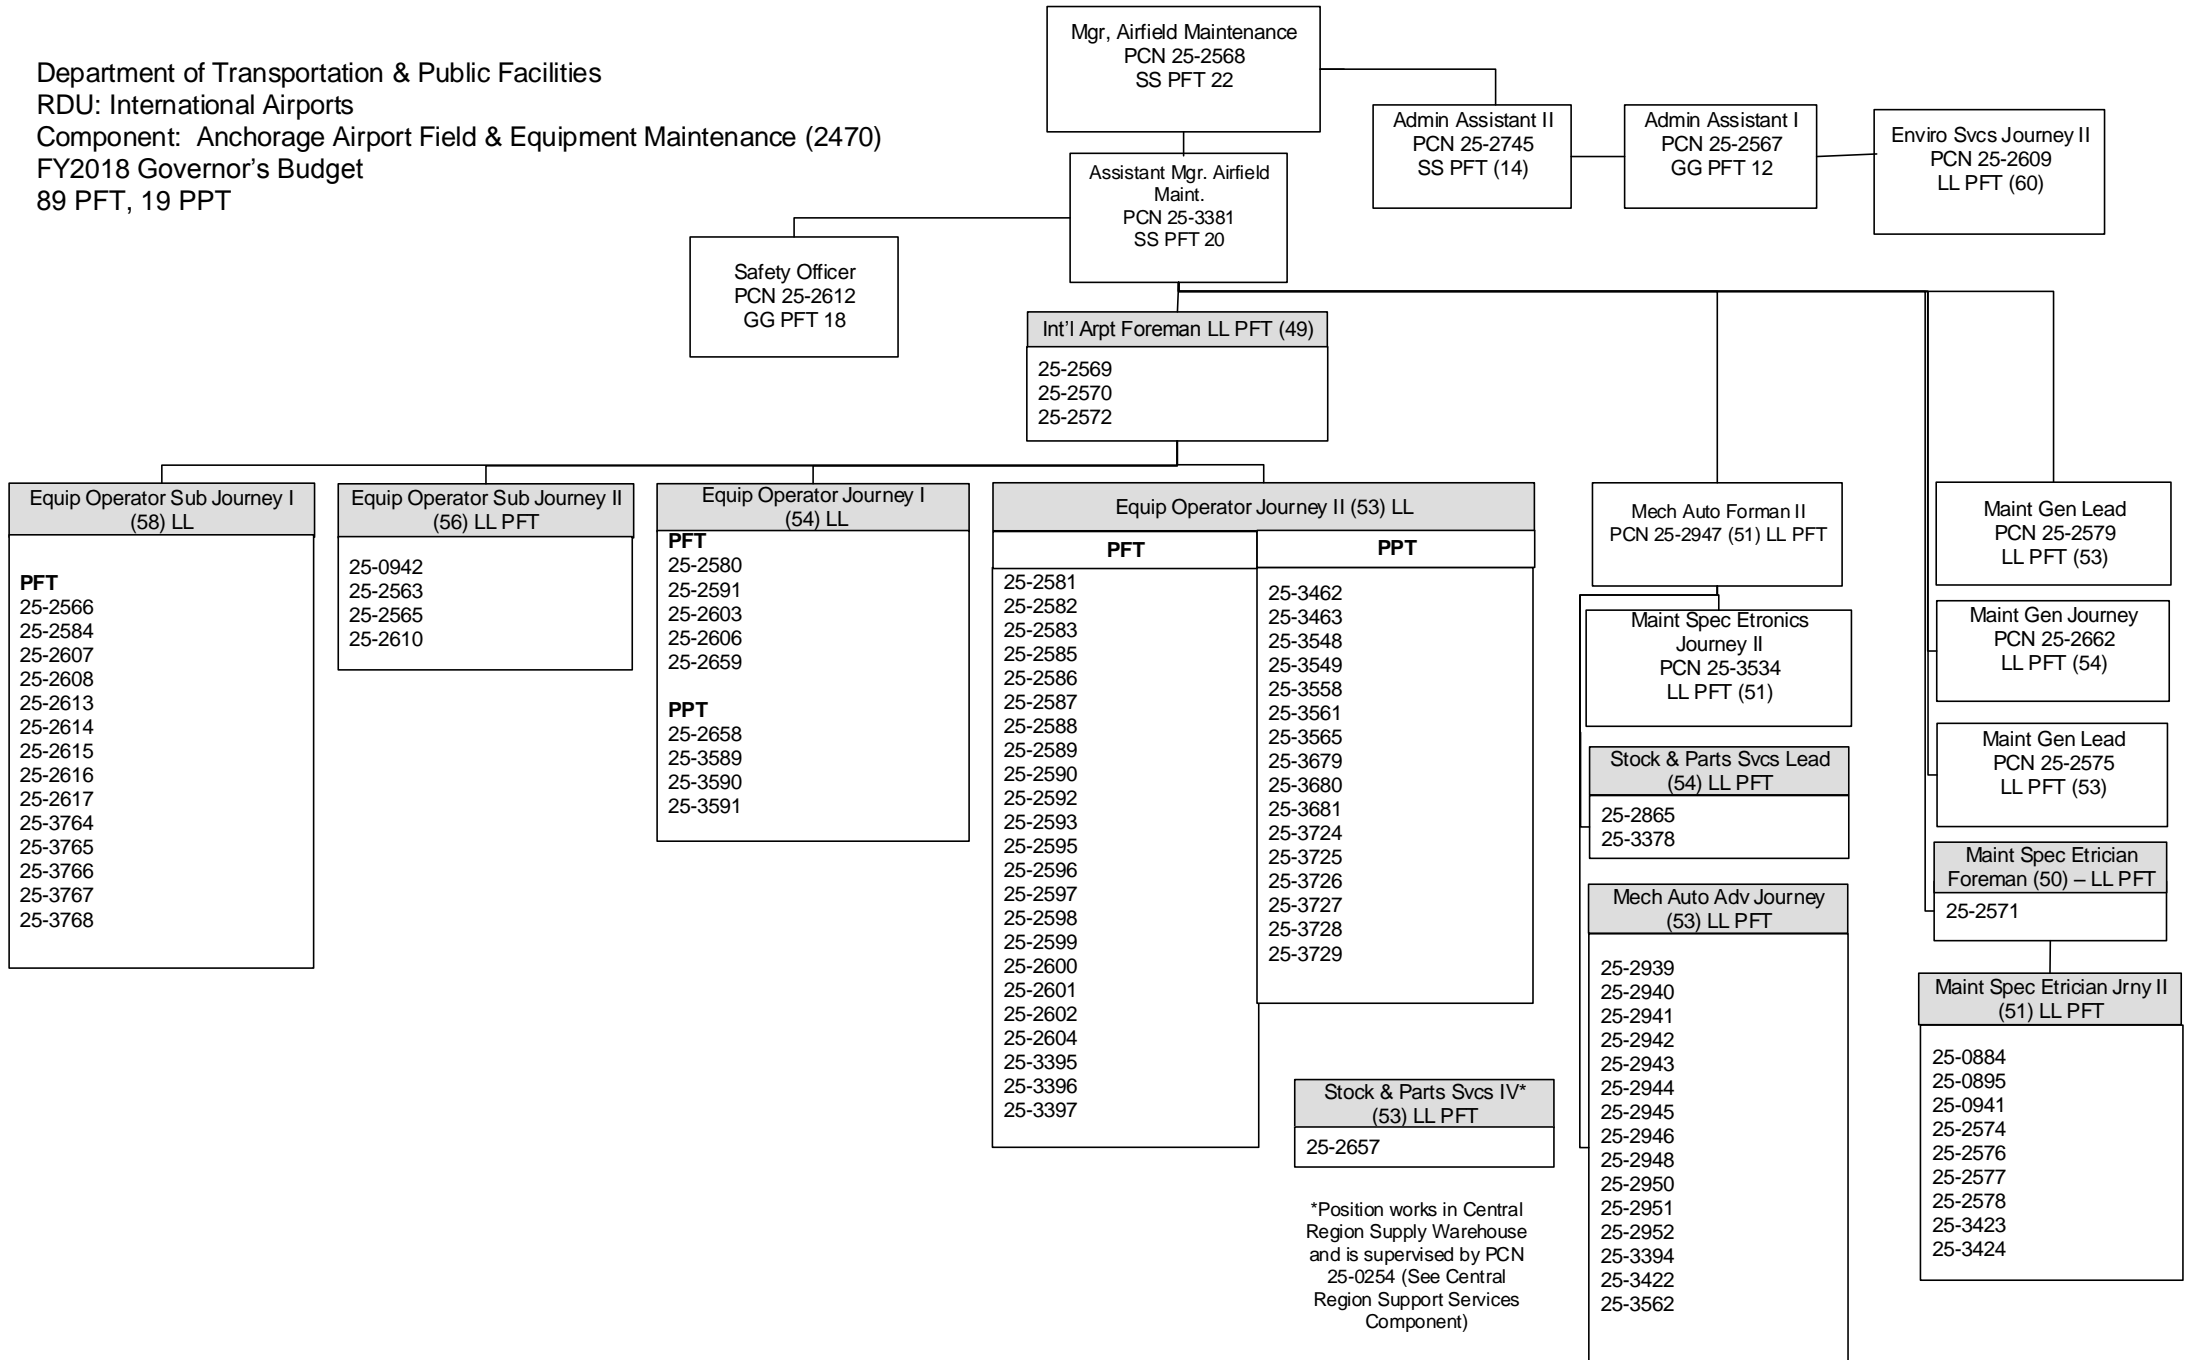 Department of Transportation & Public Facilities
RDU: International Airports
Component: Anchorage Airport Field & Equipment Maintenance (2470)
FY2018 Governor's Budget
89 PFT, 19 PPT
Mgr, Airfield Maintenance
PCN 25-2568
SS PFT 22
Admin Assistant II
PCN 25-2745
SS PFT (14)
Admin Assistant I
PCN 25-2567
GG PFT 12
Enviro Svcs Journey II
PCN 25-2609
LL PFT (60)
Assistant Mgr. Airfield
Maint.
PCN 25-3381
SS PFT 20
Safety Officer
PCN 25-2612
GG PFT 18
Int'l Arpt Foreman LL PFT (49)
25-2569
25-2570
25-2572
Equip Operator Sub Journey I
(58) LL
PFT
25-2566
25-2584
25-2607
25-2608
25-2613
25-2614
25-2615
25-2616
25-2617
25-3764
25-3765
25-3766
25-3767
25-3768
Equip Operator Sub Journey II
(56) LL PFT
25-0942
25-2563
25-2565
25-2610
Equip Operator Journey I
(54) LL
PFT
25-2580
25-2591
25-2603
25-2606
25-2659
PPT
25-2658
25-3589
25-3590
25-3591
Equip Operator Journey II (53) LL
PFT
25-2581
25-2582
25-2583
25-2585
25-2586
25-2587
25-2588
25-2589
25-2590
25-2592
25-2593
25-2595
25-2596
25-2597
25-2598
25-2599
25-2600
25-2601
25-2602
25-2604
25-3395
25-3396
25-3397
PPT
25-3462
25-3463
25-3548
25-3549
25-3558
25-3561
25-3565
25-3679
25-3680
25-3681
25-3724
25-3725
25-3726
25-3727
25-3728
25-3729
Stock & Parts Svcs IV*
(53) LL PFT
25-2657
*Position works in Central
Region Supply Warehouse
and is supervised by PCN
25-0254 (See Central
Region Support Services
Component)
Mech Auto Forman II
PCN 25-2947 (51) LL PFT
Maint Spec Etronics
Journey II
PCN 25-3534
LL PFT (51)
Stock & Parts Svcs Lead
(54) LL PFT
25-2865
25-3378
Mech Auto Adv Journey
(53) LL PFT
25-2939
25-2940
25-2941
25-2942
25-2943
25-2944
25-2945
25-2946
25-2948
25-2950
25-2951
25-2952
25-3394
25-3422
25-3562
Maint Gen Lead
PCN 25-2579
LL PFT (53)
Maint Gen Journey
PCN 25-2662
LL PFT (54)
Maint Gen Lead
PCN 25-2575
LL PFT (53)
Maint Spec Etrician
Foreman (50) – LL PFT
25-2571
Maint Spec Etrician Jrny II
(51) LL PFT
25-0884
25-0895
25-0941
25-2574
25-2576
25-2577
25-2578
25-3423
25-3424